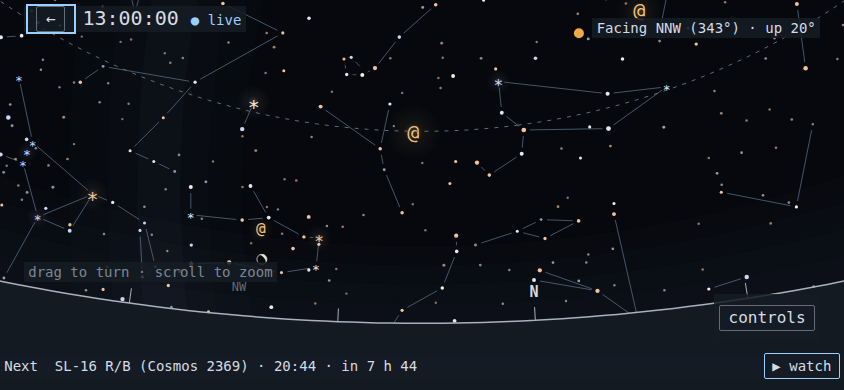 ← 13:00:00 ● live
Facing NNW (343°) · up 20°
drag to turn · scroll to zoom
NW
N
controls
Next SL-16 R/B (Cosmos 2369) · 20:44 · in 7 h 44
▶ watch